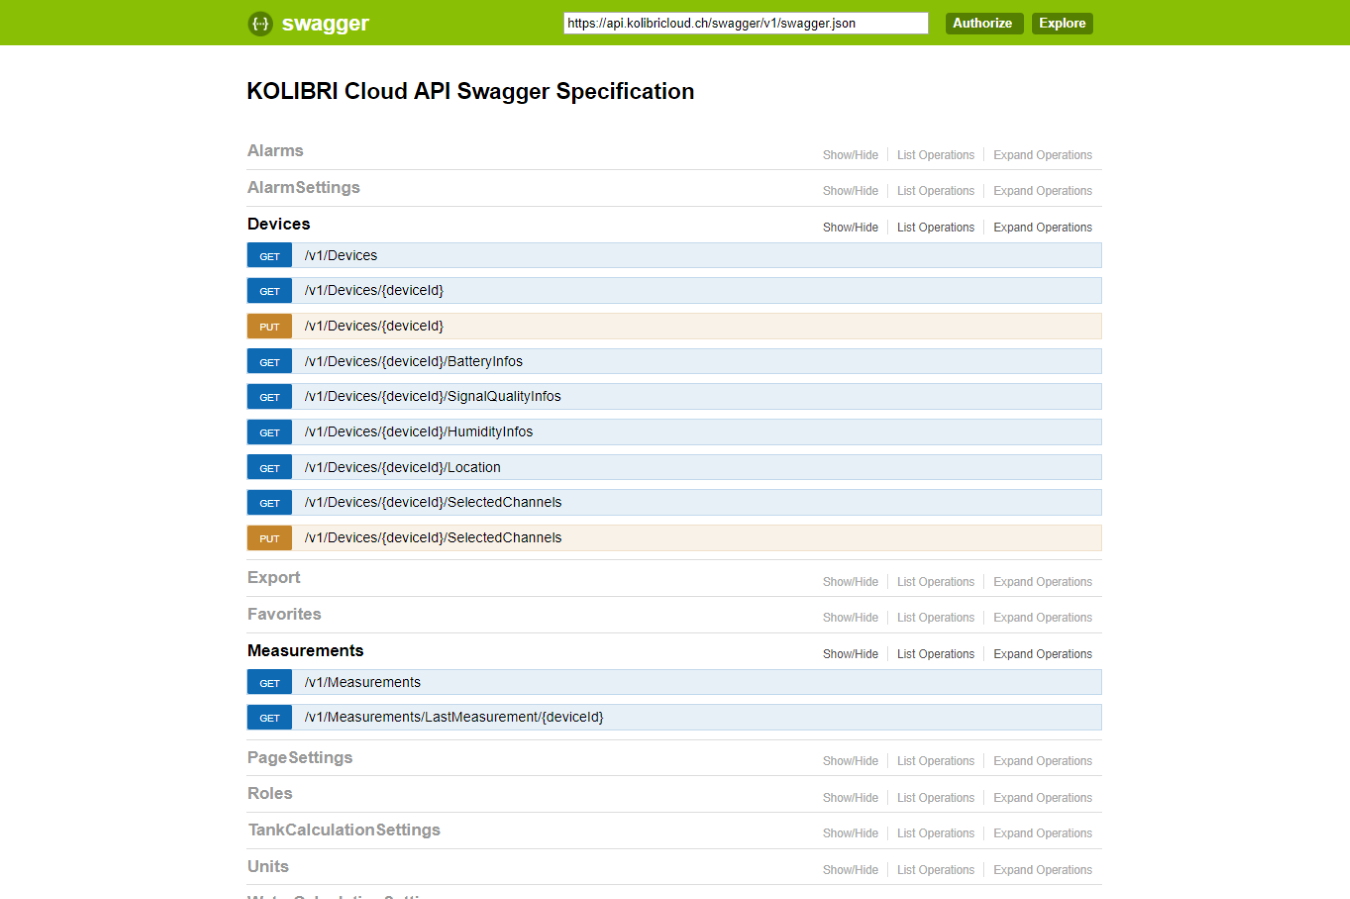 {··} swagger https://api.kolibricloud.ch/swagger/v1/swagger.json Authorize Explore
KOLIBRI Cloud API Swagger Specification
Alarms Show/Hide List Operations Expand Operations
AlarmSettings Show/Hide List Operations Expand Operations
Devices Show/Hide List Operations Expand Operations
GET /v1/Devices
GET /v1/Devices/{deviceId}
PUT /v1/Devices/{deviceId}
GET /v1/Devices/{deviceId}/BatteryInfos
GET /v1/Devices/{deviceId}/SignalQualityInfos
GET /v1/Devices/{deviceId}/HumidityInfos
GET /v1/Devices/{deviceId}/Location
GET /v1/Devices/{deviceId}/SelectedChannels
PUT /v1/Devices/{deviceId}/SelectedChannels
Export Show/Hide List Operations Expand Operations
Favorites Show/Hide List Operations Expand Operations
Measurements Show/Hide List Operations Expand Operations
GET /v1/Measurements
GET /v1/Measurements/LastMeasurement/{deviceId}
PageSettings Show/Hide List Operations Expand Operations
Roles Show/Hide List Operations Expand Operations
TankCalculationSettings Show/Hide List Operations Expand Operations
Units Show/Hide List Operations Expand Operations